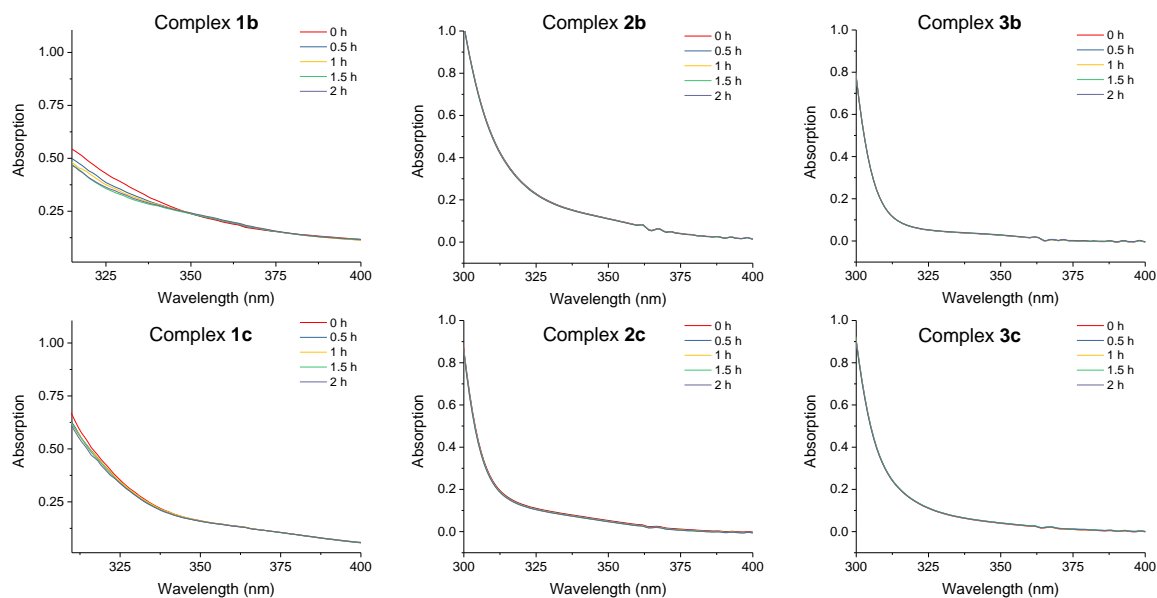 Complex 1b
0 h
0.5 h
1 h
1.5 h
2 h
1.00
0.75
0.50
0.25
325
350
375
400
Absorption
Wavelength (nm)
Complex 2b
0 h
0.5 h
1 h
1.5 h
2 h
1.0
0.8
0.6
0.4
0.2
0.0
300
325
350
375
400
Absorption
Wavelength (nm)
Complex 3b
0 h
0.5 h
1 h
1.5 h
2 h
1.0
0.8
0.6
0.4
0.2
0.0
300
325
350
375
400
Absorption
Wavelength (nm)
Complex 1c
0 h
0.5 h
1 h
1.5 h
2 h
1.00
0.75
0.50
0.25
325
350
375
400
Absorption
Wavelength (nm)
Complex 2c
0 h
0.5 h
1 h
1.5 h
2 h
1.0
0.8
0.6
0.4
0.2
0.0
300
325
350
375
400
Absorption
Wavelength (nm)
Complex 3c
0 h
0.5 h
1 h
1.5 h
2 h
1.0
0.8
0.6
0.4
0.2
0.0
300
325
350
375
400
Absorption
Wavelength (nm)